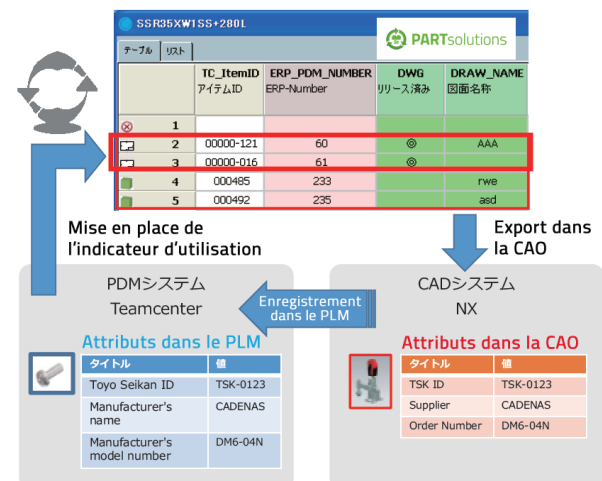 SSR35XW1SS+280L
PARTsolutions
テーブル リスト
TC_ItemID ERP_PDM_NUMBER DWG DRAW_NAME
アイテムID ERP-Number リリース済み 図面名称
1
2 00000-121 60 ◎ AAA
3 00000-016 61 ◎
4 000485 233 rwe
5 000492 235 asd
Mise en place de
l'indicateur d'utilisation
Export dans
la CAO
PDMシステム
Teamcenter
Enregistrement
dans le PLM
CADシステム
NX
Attributs dans le PLM
タイトル 値
Toyo Seikan ID TSK-0123
Manufacturer's
name CADENAS
Manufacturer's
model number DM6-04N
Attributs dans la CAO
タイトル 値
TSK ID TSK-0123
Supplier CADENAS
Order Number DM6-04N